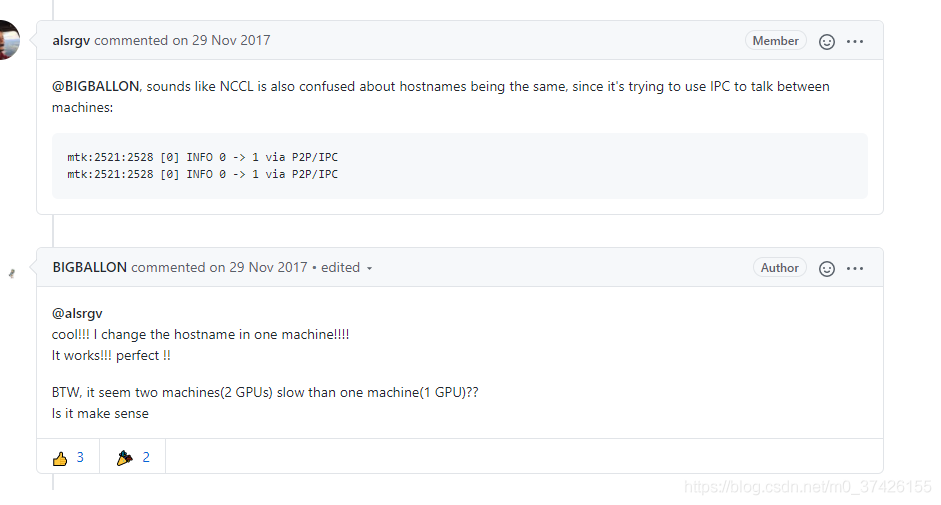 alsrgv commented on 29 Nov 2017
Member
@BIGBALLON, sounds like NCCL is also confused about hostnames being the same, since it's trying to use IPC to talk between
machines:
mtk:2521:2528 [0] INFO 0 -> 1 via P2P/IPC
mtk:2521:2528 [0] INFO 0 -> 1 via P2P/IPC
BIGBALLON commented on 29 Nov 2017 • edited
Author
@alsrgv
cool!!! I change the hostname in one machine!!!!
It works!!! perfect !!
BTW, it seem two machines(2 GPUs) slow than one machine(1 GPU)??
Is it make sense
3
2
https://blog.csdn.net/m0_37426155